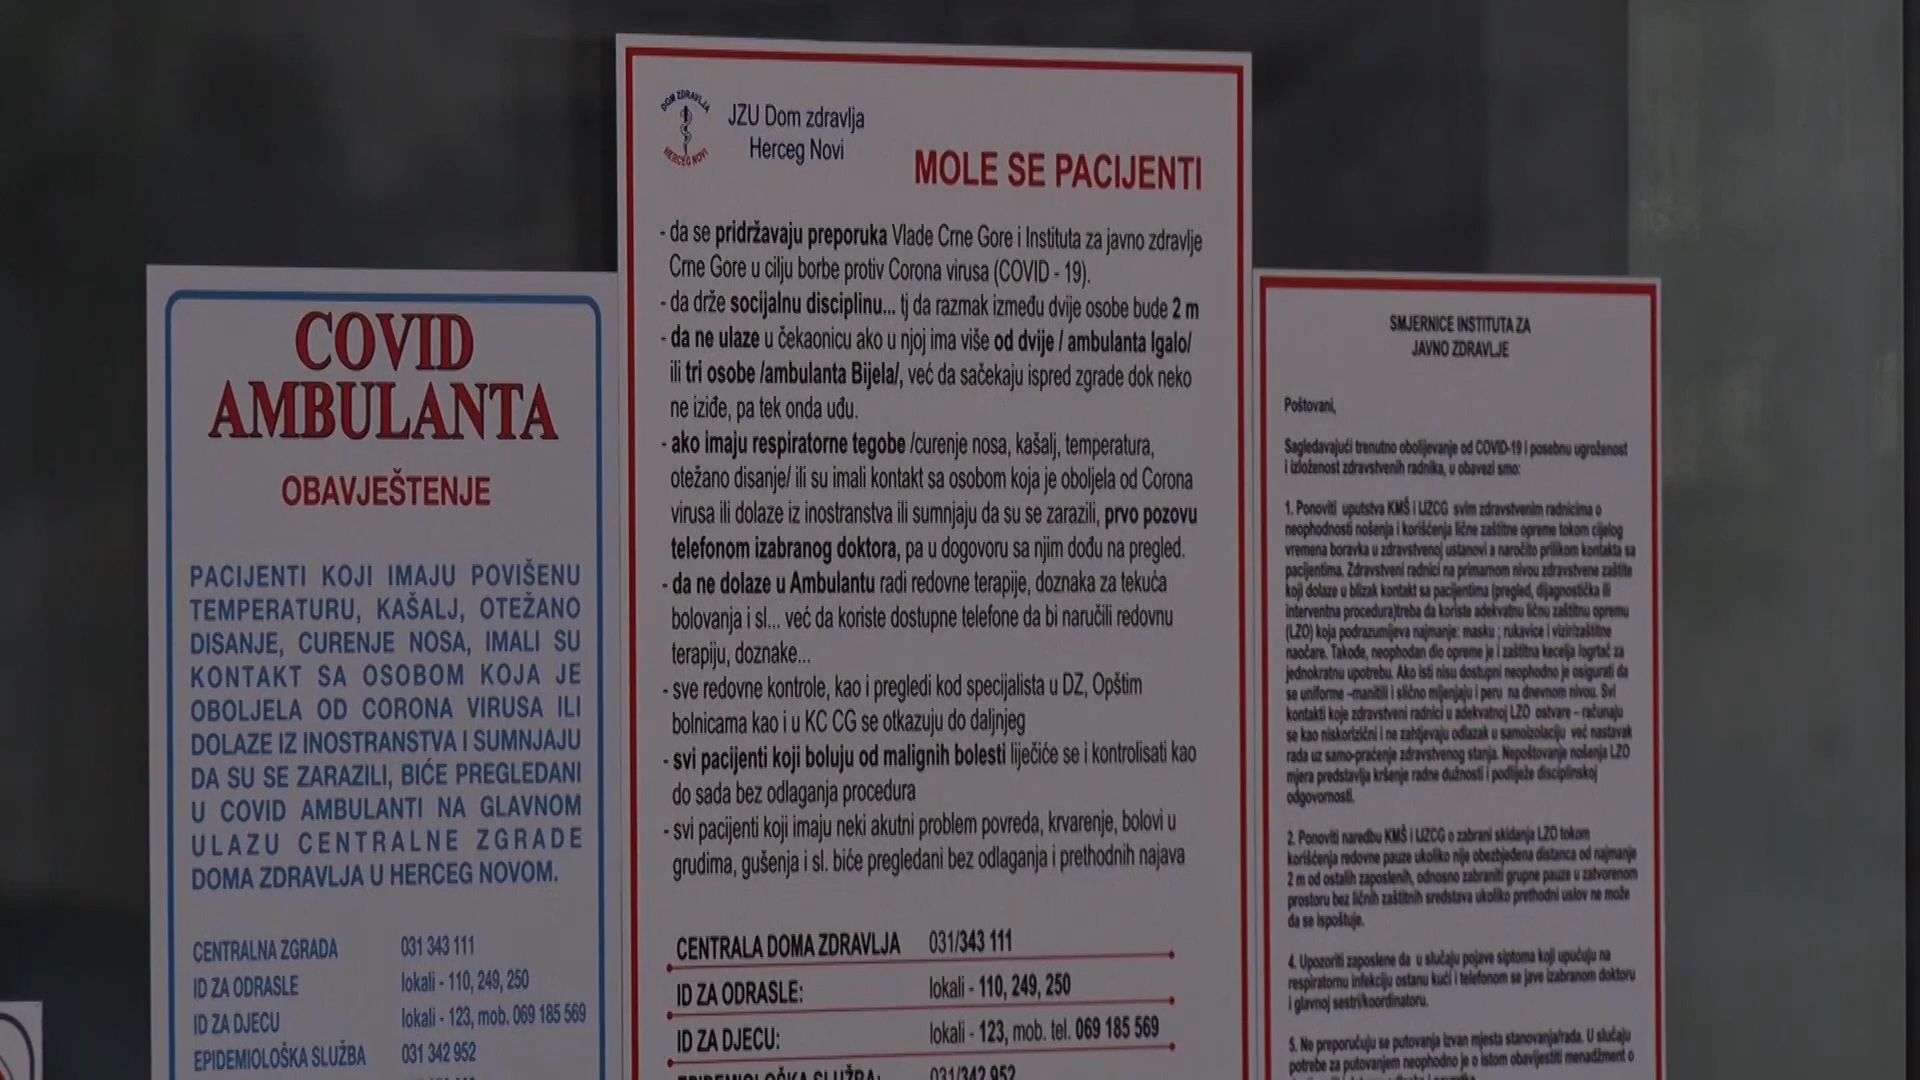 COVID
AMBULANTA
OBAVJEŠTENJE
PACIJENTI KOJI IMAJU POVIŠENU
TEMPERATURU, KAŠALJ, OTEŽANO
DISANJE, CURENJE NOSA, IMALI SU
KONTAKT SA OSOBOM KOJA JE
OBOLJELA OD CORONA VIRUSA ILI
DOLAZE IZ INOSTRANSTVA I SUMNJAJU
DA SU SE ZARAZILI, BIĆE PREGLEDANI
U COVID AMBULANTI NA GLAVNOM
ULAZU CENTRALNE ZGRADE
DOMA ZDRAVLJA U HERCEG NOVOM.
CENTRALNA ZGRADA 031 343 111
ID ZA ODRASLE lokali - 110, 249, 250
ID ZA DJECU lokali - 123, mob. 069 185 569
EPIDEMIOLOŠKA SLUŽBA 031 342 952
DOM ZDRAVLJA
HERCEG NOVI
JZU Dom zdravlja
Herceg Novi
MOLE SE PACIJENTI
- da se pridržavaju preporuka Vlade Crne Gore i Instituta za javno zdravlje
Crne Gore u cilju borbe protiv Corona virusa (COVID - 19).
- da drže socijalnu disciplinu... tj da razmak između dvije osobe bude 2 m
- da ne ulaze u čekaonicu ako u njoj ima više od dvije / ambulanta Igalo/
ili tri osobe /ambulanta Bijela/, već da sačekaju ispred zgrade dok neko
ne iziđe, pa tek onda uđu.
- ako imaju respiratorne tegobe /curenje nosa, kašalj, temperatura,
otežano disanje/ ili su imali kontakt sa osobom koja je oboljela od Corona
virusa ili dolaze iz inostranstva ili sumnjaju da su se zarazili, prvo pozovu
telefonom izabranog doktora, pa u dogovoru sa njim dođu na pregled.
- da ne dolaze u Ambulantu radi redovne terapije, doznaka za tekuća
bolovanja i sl... već da koriste dostupne telefone da bi naručili redovnu
terapiju, doznake...
- sve redovne kontrole, kao i pregledi kod specijalista u DZ, Opštim
bolnicama kao i u KC CG se otkazuju do daljnjeg
- svi pacijenti koji boluju od malignih bolesti liječiće se i kontrolisati kao
do sada bez odlaganja procedura
- svi pacijenti koji imaju neki akutni problem povreda, krvarenje, bolovi u
grudima, gušenja i sl. biće pregledani bez odlaganja i prethodnih najava
CENTRALA DOMA ZDRAVLJA 031/343 111
ID ZA ODRASLE: lokali - 110, 249, 250
ID ZA DJECU: lokali - 123, mob. tel. 069 185 569
EPIDEMIOLOŠKA SLUŽBA: 031/342 952
SMJERNICE INSTITUTA ZA
JAVNO ZDRAVLJE
Poštovani,
Sagledavajući trenutno obolijevanje od COVID-19 i posebnu ugroženost
i izloženost zdravstvenih radnika, u obavezi smo:
1. Ponoviti uputstva KMŠ i IJZCG svim zdravstvenim radnicima o
neophodnosti nošenja i korišćenja lične zaštitne opreme tokom cijelog
vremena boravka u zdravstvenoj ustanovi a naročito prilikom kontakta sa
pacijentima. Zdravstveni radnici na primarnom nivou zdravstvene zaštite
koji dolaze u blizak kontakt sa pacijentima (pregled, dijagnostička ili
interventna procedura)treba da koriste adekvatnu ličnu zaštitnu opremu
(LZO) koja podrazumijeva najmanje: masku ; rukavice i vizir/zaštitne
naočare. Takođe, neophodan dio opreme je i zaštitna kecelja /ogrtač za
jednokratnu upotrebu. Ako isti nisu dostupni neophodno je osigurati da
se uniforme –mantili i slično mijenjaju i peru na dnevnom nivou. Svi
kontakti koje zdravstveni radnici u adekvatnoj LZO ostvare – računaju
se kao niskorizični i ne zahtjevaju odlazak u samoizolaciju već nastavak
rada uz samo-praćenje zdravstvenog stanja. Nepoštovanje nošenja LZO
mjera predstavlja kršenje radne dužnosti i podliježe disciplinskoj
odgovornosti.
2. Ponoviti naredbu KMŠ i IJZCG o zabrani skidanja LZO tokom
korišćenja redovne pauze ukoliko nije obezbjeđena distanca od najmanje
2 m od ostalih zaposlenih, odnosno zabraniti grupne pauze u zatvorenom
prostoru bez ličnih zaštitnih sredstava ukoliko prethodni uslov ne može
da se ispoštuje.
4. Upozoriti zaposlene da u slučaju pojave siptoma koji upućuju na
respiratornu infekciju ostanu kući i telefonom se jave izabranom doktoru
i glavnoj sestri/koordinatoru.
5. Ne preporučuju se putovanja izvan mjesta stanovanja/rada. U slučaju
potrebe za putovanjem neophodno je o istom obavijestiti menadžment o